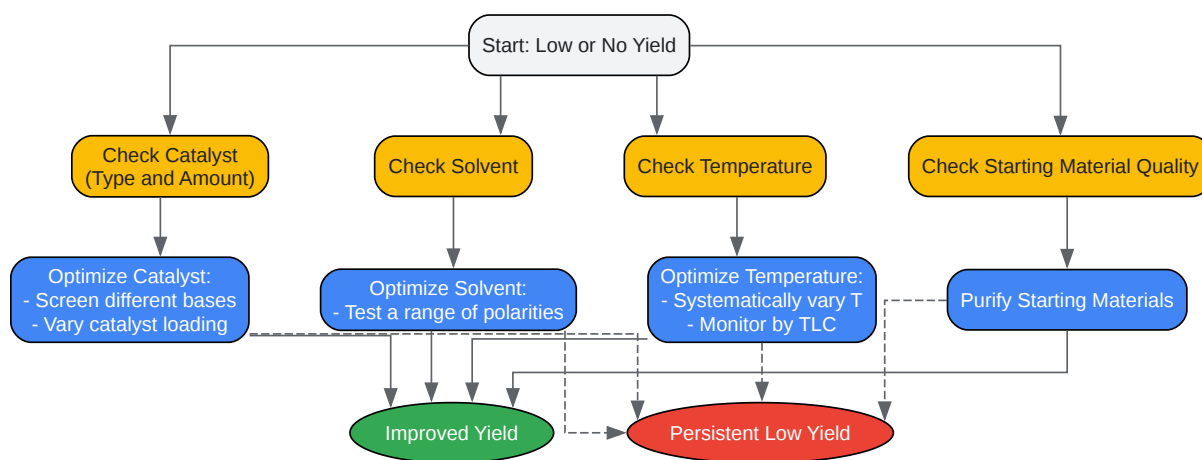 Start: Low or No Yield
Check Catalyst
(Type and Amount)
Check Solvent
Check Temperature
Check Starting Material Quality
Optimize Catalyst:
- Screen different bases
- Vary catalyst loading
Optimize Solvent:
- Test a range of polarities
Optimize Temperature:
- Systematically vary T
- Monitor by TLC
Purify Starting Materials
Improved Yield
Persistent Low Yield